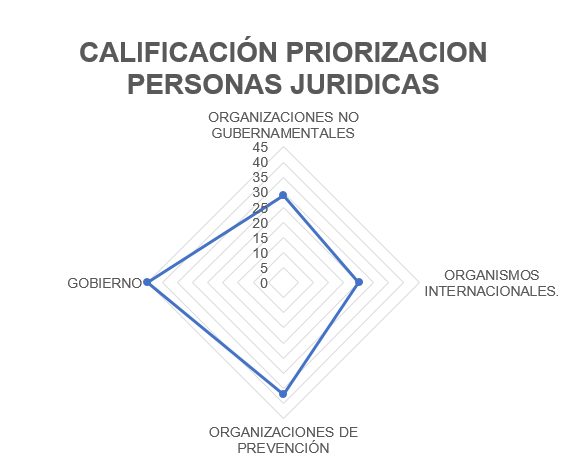 CALIFICACIÓN PRIORIZACION
PERSONAS JURIDICAS
ORGANIZACIONES NO
GUBERNAMENTALES
45
40
35
30
25
20
15
10
5
0
GOBIERNO
ORGANISMOS
INTERNACIONALES.
ORGANIZACIONES DE
PREVENCIÓN